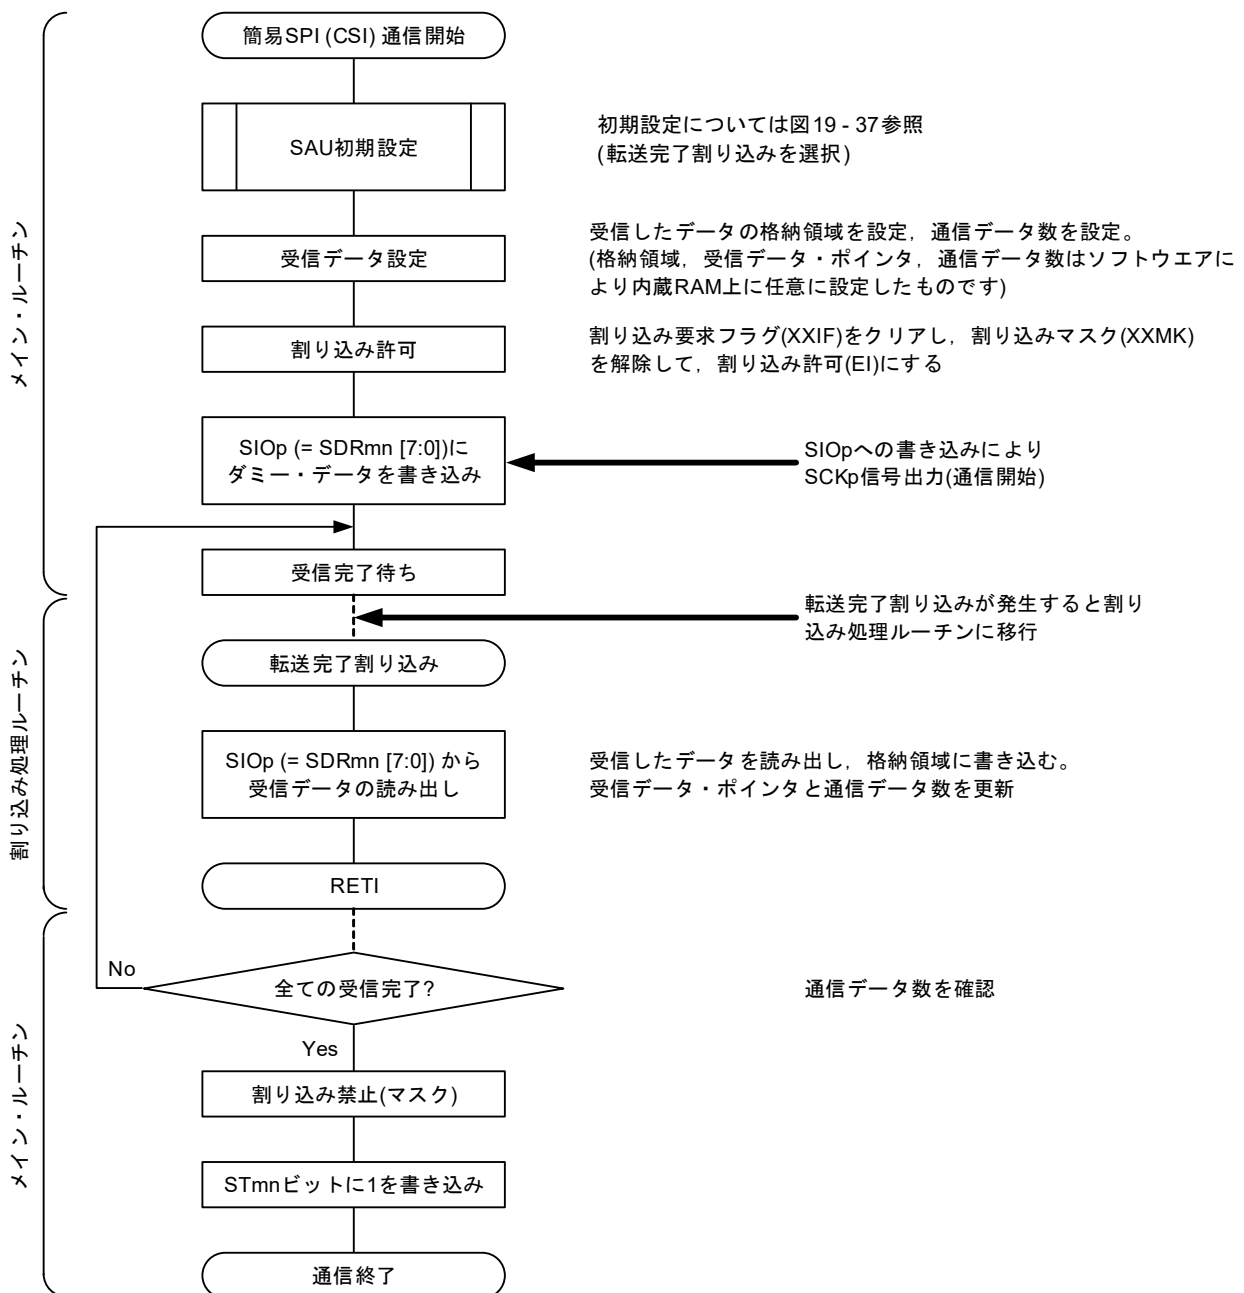 簡易SPI (CSI) 通信開始
SAU初期設定
初期設定については図19 - 37参照
(転送完了割り込みを選択)
受信データ設定
受信したデータの格納領域を設定，通信データ数を設定。
(格納領域，受信データ・ポインタ，通信データ数はソフトウエアに
より内蔵RAM上に任意に設定したものです)
割り込み許可
割り込み要求フラグ(XXIF)をクリアし，割り込みマスク(XXMK)
を解除して，割り込み許可(EI)にする
メイン・ルーチン
SIOp (= SDRmn [7:0])に
ダミー・データを書き込み
SIOpへの書き込みにより
SCKp信号出力(通信開始)
受信完了待ち
転送完了割り込みが発生すると割り
込み処理ルーチンに移行
転送完了割り込み
割り込み処理ルーチン
SIOp (= SDRmn [7:0]) から
受信データの読み出し
受信したデータを読み出し，格納領域に書き込む。
受信データ・ポインタと通信データ数を更新
RETI
No
全ての受信完了?
通信データ数を確認
Yes
メイン・ルーチン
割り込み禁止(マスク)
STmnビットに1を書き込み
通信終了